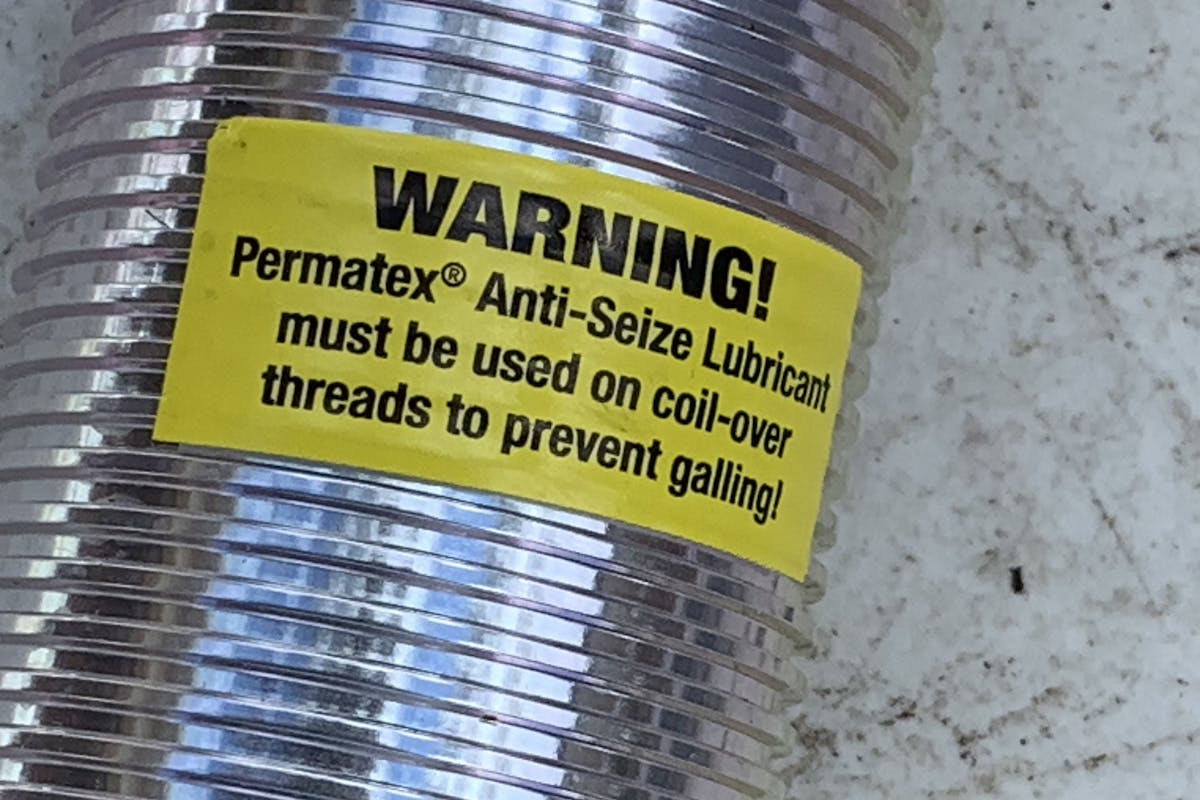 WARNING!
Permatex® Anti-Seize Lubricant
must be used on coil-over
threads to prevent galling!